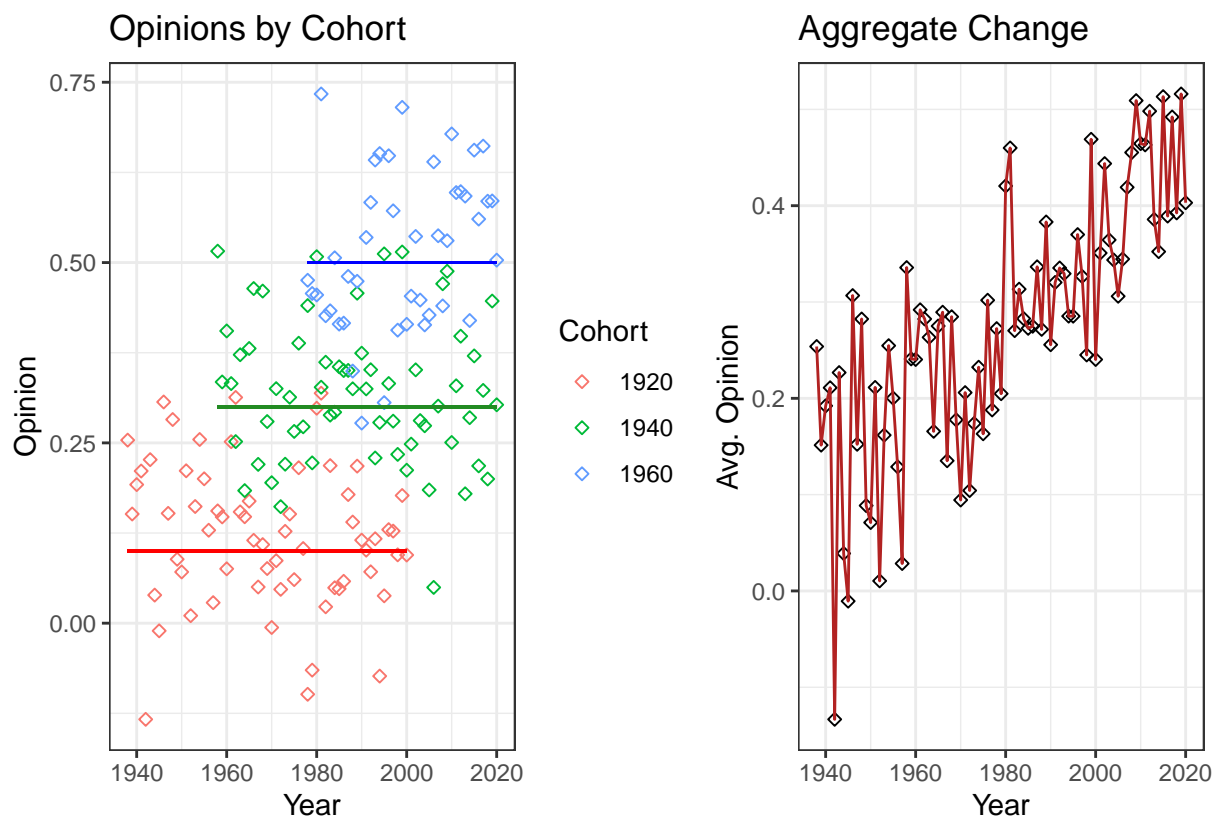 Opinions by Cohort
0.75
0.50
0.25
0.00
Opinion
1940 1960 1980 2000 2020
Year
Cohort
1920
1940
1960
Aggregate Change
0.4
0.2
0.0
Avg. Opinion
1940 1960 1980 2000 2020
Year